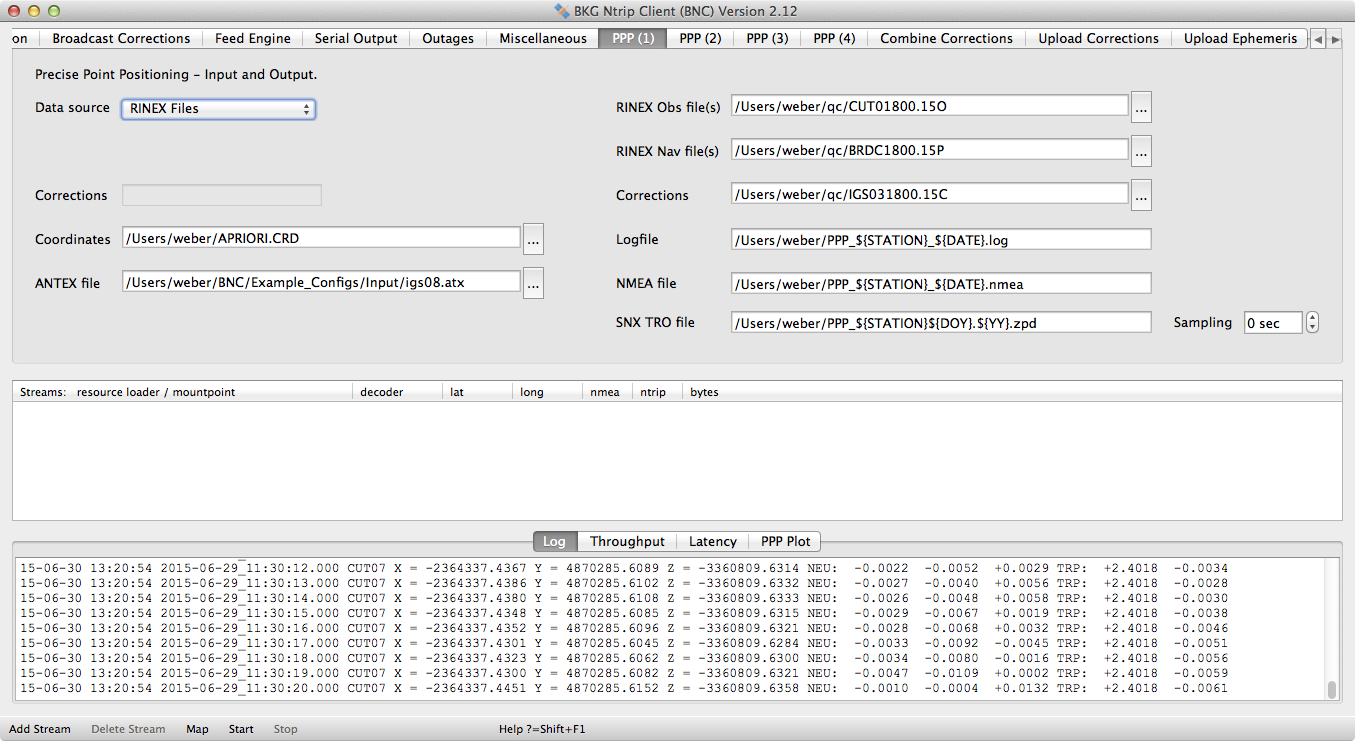 BKG Ntrip Client (BNC) Version 2.12
on Broadcast Corrections Feed Engine Serial Output Outages Miscellaneous PPP (1) PPP (2) PPP (3) PPP (4) Combine Corrections Upload Corrections Upload Ephemeris
Precise Point Positioning - Input and Output.
Data source RINEX Files RINEX Obs file(s) /Users/weber/qc/CUT01800.15O ...
RINEX Nav file(s) /Users/weber/qc/BRDC1800.15P ...
Corrections Corrections /Users/weber/qc/IGS031800.15C ...
Coordinates /Users/weber/APRIORI.CRD ... Logfile /Users/weber/PPP_${STATION}_${DATE}.log
ANTEX file /Users/weber/BNC/Example_Configs/Input/igs08.atx ... NMEA file /Users/weber/PPP_${STATION}_${DATE}.nmea
SNX TRO file /Users/weber/PPP_${STATION}${DOY}.${YY}.zpd Sampling 0 sec
Streams: resource loader / mountpoint decoder lat long nmea ntrip bytes
Log Throughput Latency PPP Plot
15-06-30 13:20:54 2015-06-29_11:30:12.000 CUT07 X = -2364337.4367 Y = 4870285.6089 Z = -3360809.6314 NEU: -0.0022 -0.0052 +0.0029 TRP: +2.4018 -0.0034
15-06-30 13:20:54 2015-06-29_11:30:13.000 CUT07 X = -2364337.4386 Y = 4870285.6102 Z = -3360809.6332 NEU: -0.0027 -0.0040 +0.0056 TRP: +2.4018 -0.0028
15-06-30 13:20:54 2015-06-29_11:30:14.000 CUT07 X = -2364337.4380 Y = 4870285.6108 Z = -3360809.6333 NEU: -0.0026 -0.0048 +0.0058 TRP: +2.4018 -0.0030
15-06-30 13:20:54 2015-06-29_11:30:15.000 CUT07 X = -2364337.4348 Y = 4870285.6085 Z = -3360809.6315 NEU: -0.0029 -0.0067 +0.0019 TRP: +2.4018 -0.0038
15-06-30 13:20:54 2015-06-29_11:30:16.000 CUT07 X = -2364337.4352 Y = 4870285.6096 Z = -3360809.6321 NEU: -0.0028 -0.0068 +0.0032 TRP: +2.4018 -0.0046
15-06-30 13:20:54 2015-06-29_11:30:17.000 CUT07 X = -2364337.4301 Y = 4870285.6045 Z = -3360809.6284 NEU: -0.0033 -0.0092 -0.0045 TRP: +2.4018 -0.0051
15-06-30 13:20:54 2015-06-29_11:30:18.000 CUT07 X = -2364337.4323 Y = 4870285.6062 Z = -3360809.6300 NEU: -0.0034 -0.0080 -0.0016 TRP: +2.4018 -0.0056
15-06-30 13:20:54 2015-06-29_11:30:19.000 CUT07 X = -2364337.4300 Y = 4870285.6082 Z = -3360809.6321 NEU: -0.0047 -0.0109 +0.0002 TRP: +2.4018 -0.0059
15-06-30 13:20:54 2015-06-29_11:30:20.000 CUT07 X = -2364337.4451 Y = 4870285.6152 Z = -3360809.6358 NEU: -0.0010 -0.0004 +0.0132 TRP: +2.4018 -0.0061
Add Stream Delete Stream Map Start Stop Help ?=Shift+F1